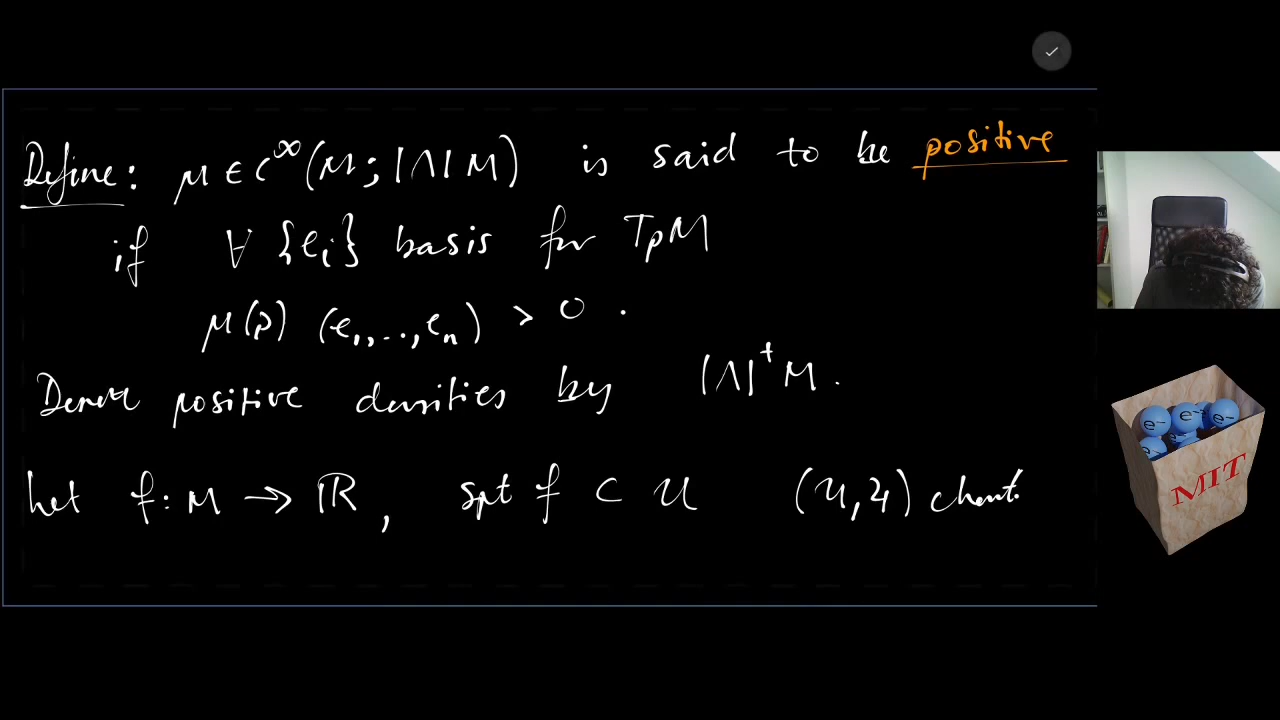 Define: μ ∈ C^∞(M; |Λ|M) is said to be positive
if ∀ {e_i} basis for T_pM
μ(p) (e_1,...,e_n) > 0.
Denote positive densities by |Λ|^+ M.
Let f: M → ℝ, spt f ⊂ U (U,φ) chart.
e⁻ e⁻ e⁻
MIT